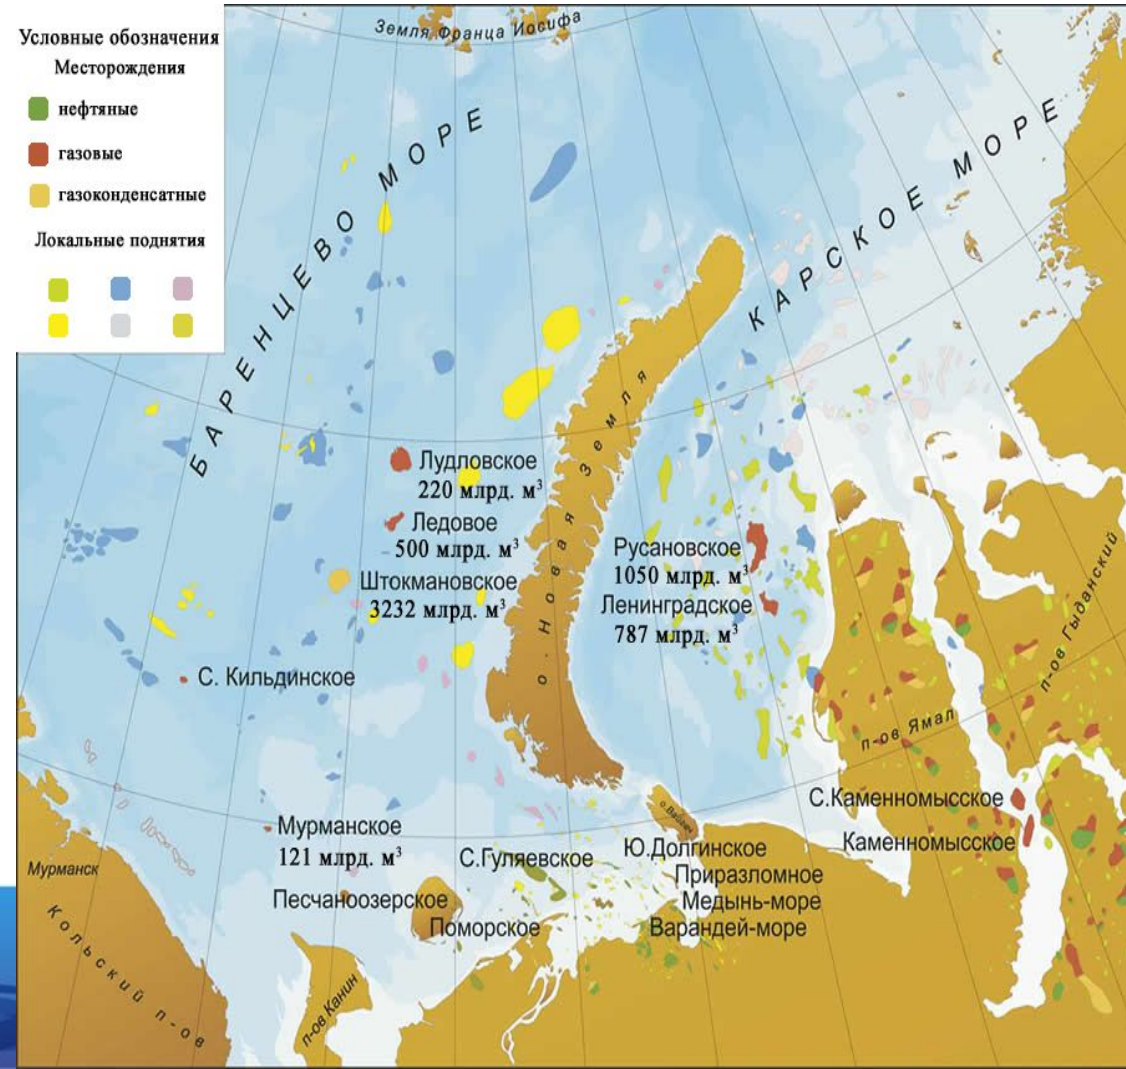 Условные обозначения
Месторождения
нефтяные
газовые
газоконденсатные
Локальные поднятия
Земля Франца Иосифа
БАРЕНЦЕВО МОРЕ
КАРСКОЕ МОРЕ
о. Новая Земля
Лудловское
220 млрд. м³
Ледовое
500 млрд. м³
Штокмановское
3232 млрд. м³
Русановское
1050 млрд. м³
Ленинградское
787 млрд. м³
С. Кильдинское
п-ов Гыданский
п-ов Ямал
о.Вайгач
С.Каменномысское
Каменномысское
Мурманское
121 млрд. м³
С.Гуляевское
Ю.Долгинское
Приразломное
Медынь-море
Варандей-море
Песчаноозерское
Поморское
Мурманск
Кольский п-ов
п-ов Канин